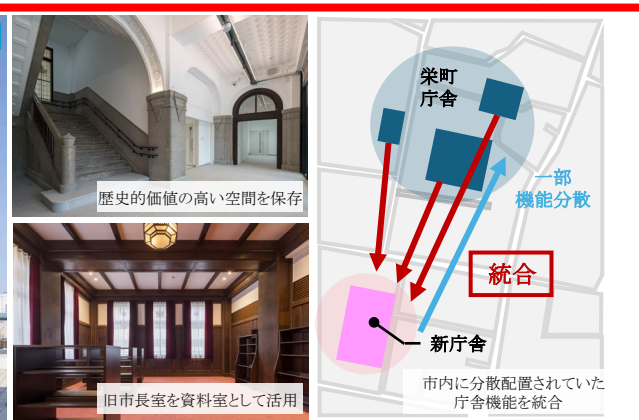 歴史的価値の高い空間を保存
旧市長室を資料室として活用
栄町
庁舎
一部
機能分散
統合
新庁舎
市内に分散配置されていた
庁舎機能を統合